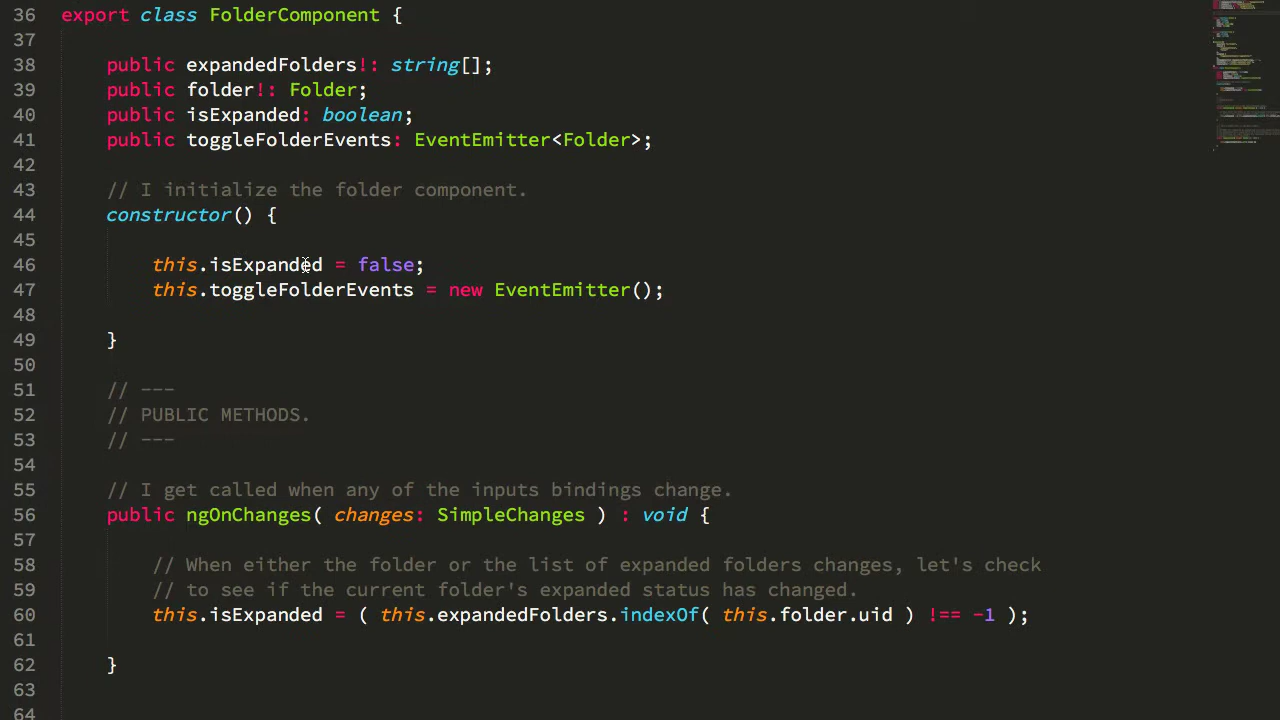 36 export class FolderComponent {
37
38 public expandedFolders!: string[];
39 public folder!: Folder;
40 public isExpanded: boolean;
41 public toggleFolderEvents: EventEmitter<Folder>;
42
43 // I initialize the folder component.
44 constructor() {
45
46 this.isExpanded = false;
47 this.toggleFolderEvents = new EventEmitter();
48
49 }
50
51 // ---
52 // PUBLIC METHODS.
53 // ---
54
55 // I get called when any of the inputs bindings change.
56 public ngOnChanges( changes: SimpleChanges ) : void {
57
58 // When either the folder or the list of expanded folders changes, let's check
59 // to see if the current folder's expanded status has changed.
60 this.isExpanded = ( this.expandedFolders.indexOf( this.folder.uid ) !== -1 );
61
62 }
63
64